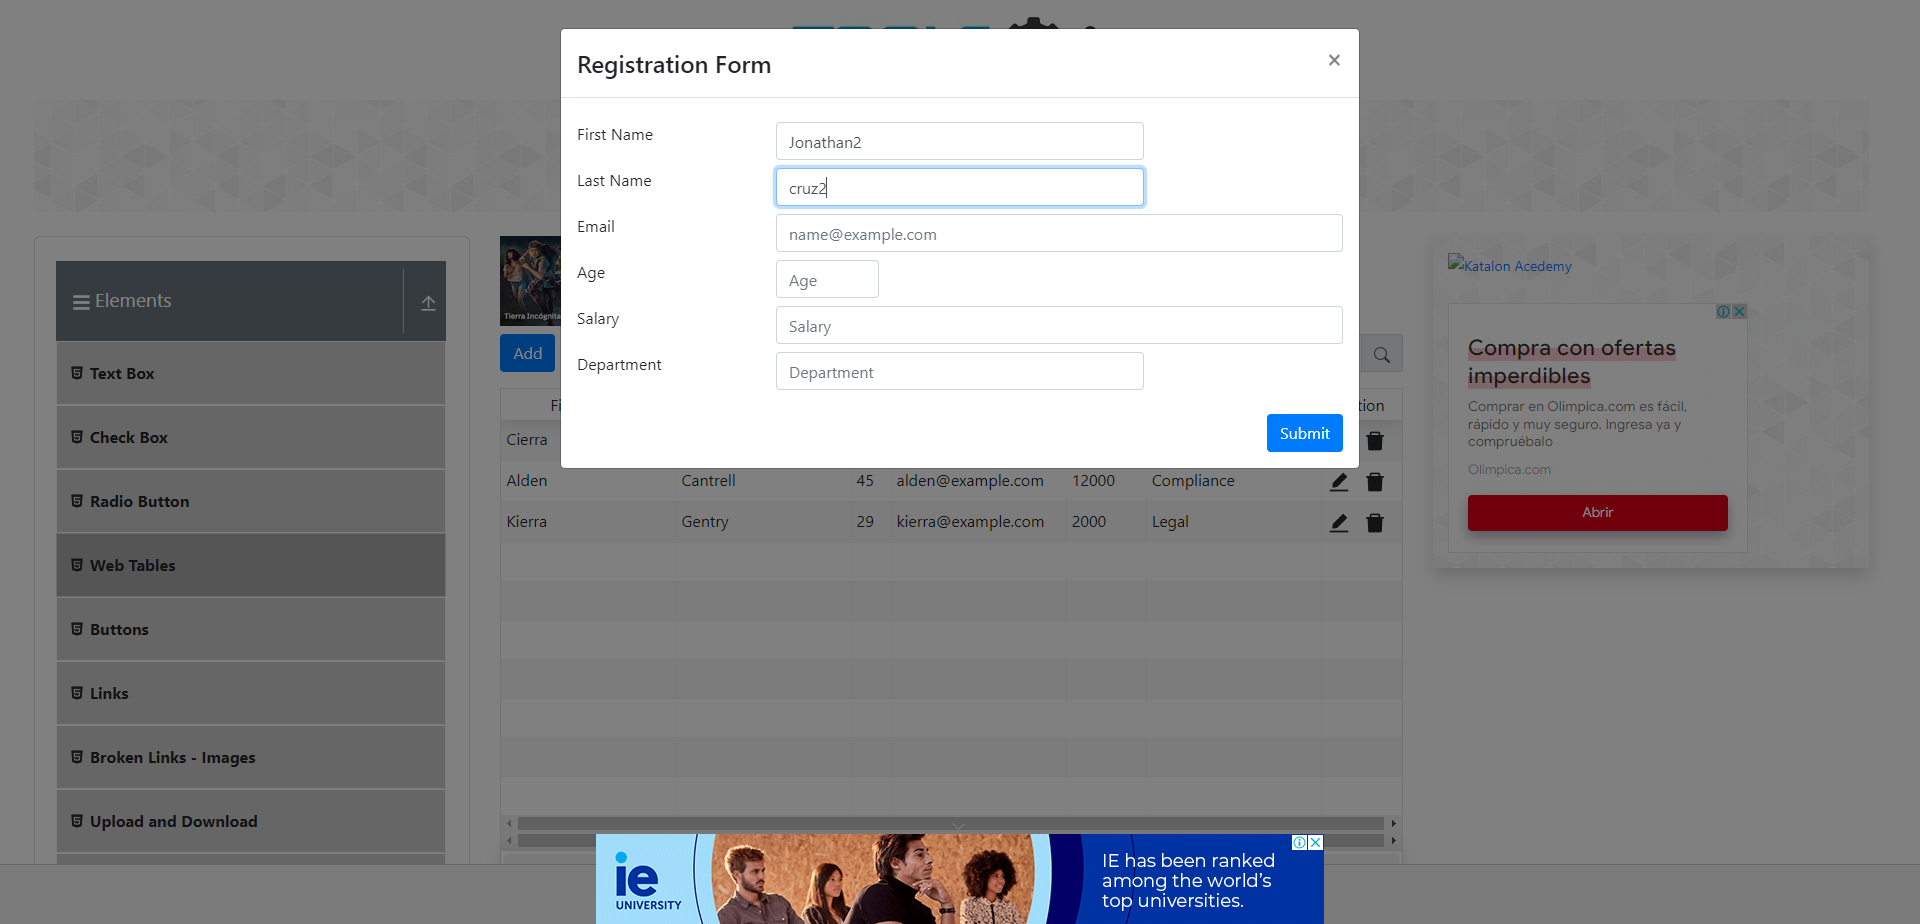 Registration Form
×
First Name
Jonathan2
Last Name
cruz2
Email
name@example.com
Age
Age
Salary
Salary
Department
Department
Submit
Elements
Text Box
Check Box
Radio Button
Web Tables
Buttons
Links
Broken Links - Images
Upload and Download
Tierra Incógnita
Add
Fi
tion
Cierra
Alden Cantrell 45 alden@example.com 12000 Compliance
Kierra Gentry 29 kierra@example.com 2000 Legal
Katalon Acedemy
Compra con ofertas
imperdibles
Comprar en Olimpica.com es fácil,
rápido y muy seguro. Ingresa ya y
compruébalo
Olimpica.com
Abrir
ie
UNIVERSITY
IE has been ranked
among the world's
top universities.